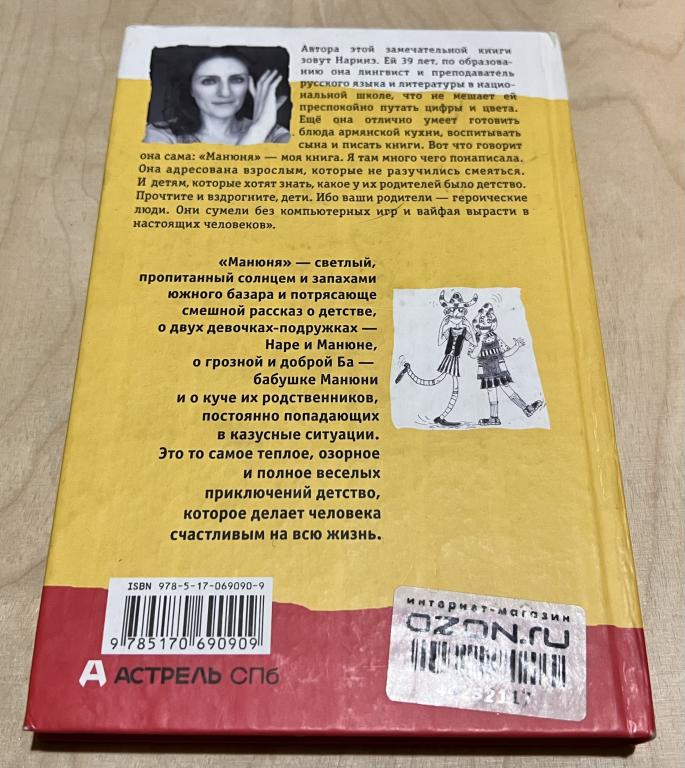 Автора этой замечательной книги
зовут Наринэ. Ей 39 лет, по образова-
нию она лингвист и преподаватель
русского языка и литературы в нацио-
нальной школе, что не мешает ей
преспокойно путать цифры и цвета.
Ещё она отлично умеет готовить
блюда армянской кухни, воспитывать
сына и писать книги. Вот что говорит
она сама: «Манюня» — моя книга. Я там много чего понаписала.
Она адресована взрослым, которые не разучились смеяться.
И детям, которые хотят знать, какое у их родителей было детство.
Прочтите и вздрогните, дети. Ибо ваши родители — героические
люди. Они сумели без компьютерных игр и вайфая вырасти в
настоящих человеков».
«Манюня» — светлый,
пропитанный солнцем и запахами
южного базара и потрясающе
смешной рассказ о детстве,
о двух девочках-подружках —
Наре и Манюне,
о грозной и доброй Ба —
бабушке Манюни
и о куче их родственников,
постоянно попадающих
в казусные ситуации.
Это то самое теплое, озорное
и полное веселых
приключений детство,
которое делает человека
счастливым на всю жизнь.
ISBN 978-5-17-069090-9
9 785170 690909
А АСТРЕЛЬ СПб
интернет-магазин
OZON.ru